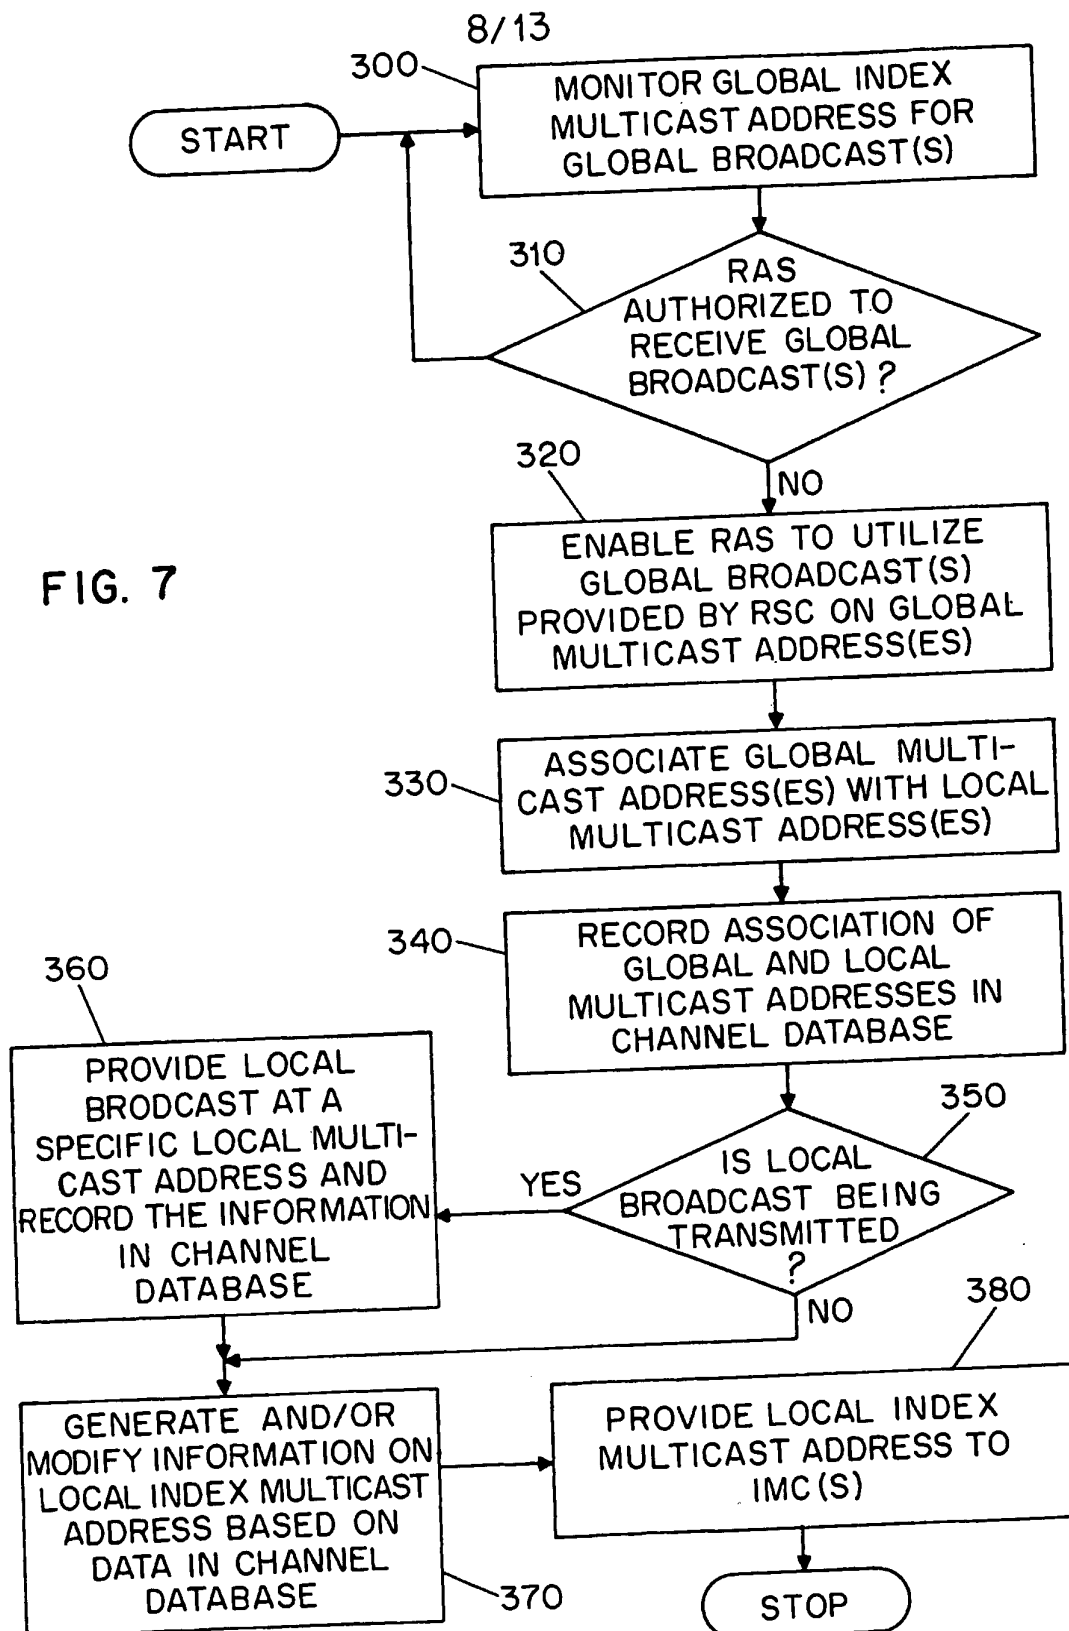 8/13
300
START
MONITOR GLOBAL INDEX
MULTICAST ADDRESS FOR
GLOBAL BROADCAST(S)
310
RAS
AUTHORIZED TO
RECEIVE GLOBAL
BROADCAST(S)?
NO
320
ENABLE RAS TO UTILIZE
GLOBAL BROADCAST(S)
PROVIDED BY RSC ON GLOBAL
MULTICAST ADDRESS(ES)
FIG. 7
330
ASSOCIATE GLOBAL MULTI-
CAST ADDRESS(ES) WITH LOCAL
MULTICAST ADDRESS(ES)
340
RECORD ASSOCIATION OF
GLOBAL AND LOCAL
MULTICAST ADDRESSES IN
CHANNEL DATABASE
350
IS LOCAL
BROADCAST BEING
TRANSMITTED
?
YES
NO
360
PROVIDE LOCAL
BRODCAST AT A
SPECIFIC LOCAL MULTI-
CAST ADDRESS AND
RECORD THE INFORMATION
IN CHANNEL
DATABASE
GENERATE AND/OR
MODIFY INFORMATION ON
LOCAL INDEX MULTICAST
ADDRESS BASED ON
DATA IN CHANNEL
DATABASE
370
380
PROVIDE LOCAL INDEX
MULTICAST ADDRESS TO
IMC(S)
STOP